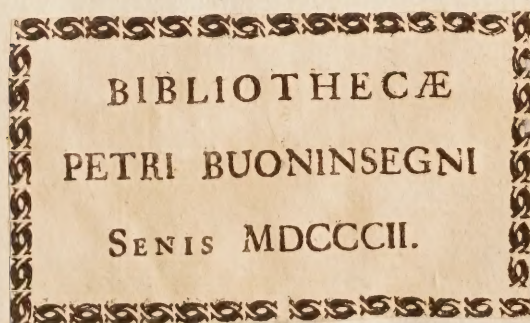 BIBLIOTHECÆ
PETRI BUONINSEGNI
SENIS MDCCCII.